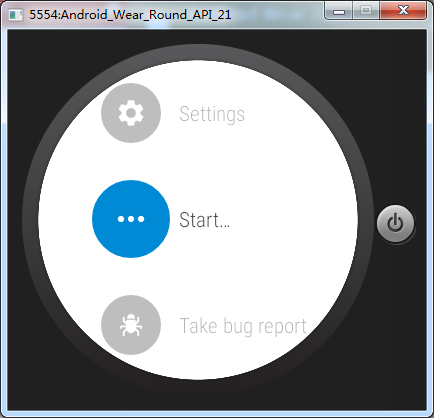 5554:Android_Wear_Round_API_21
Settings
Start...
Take bug report